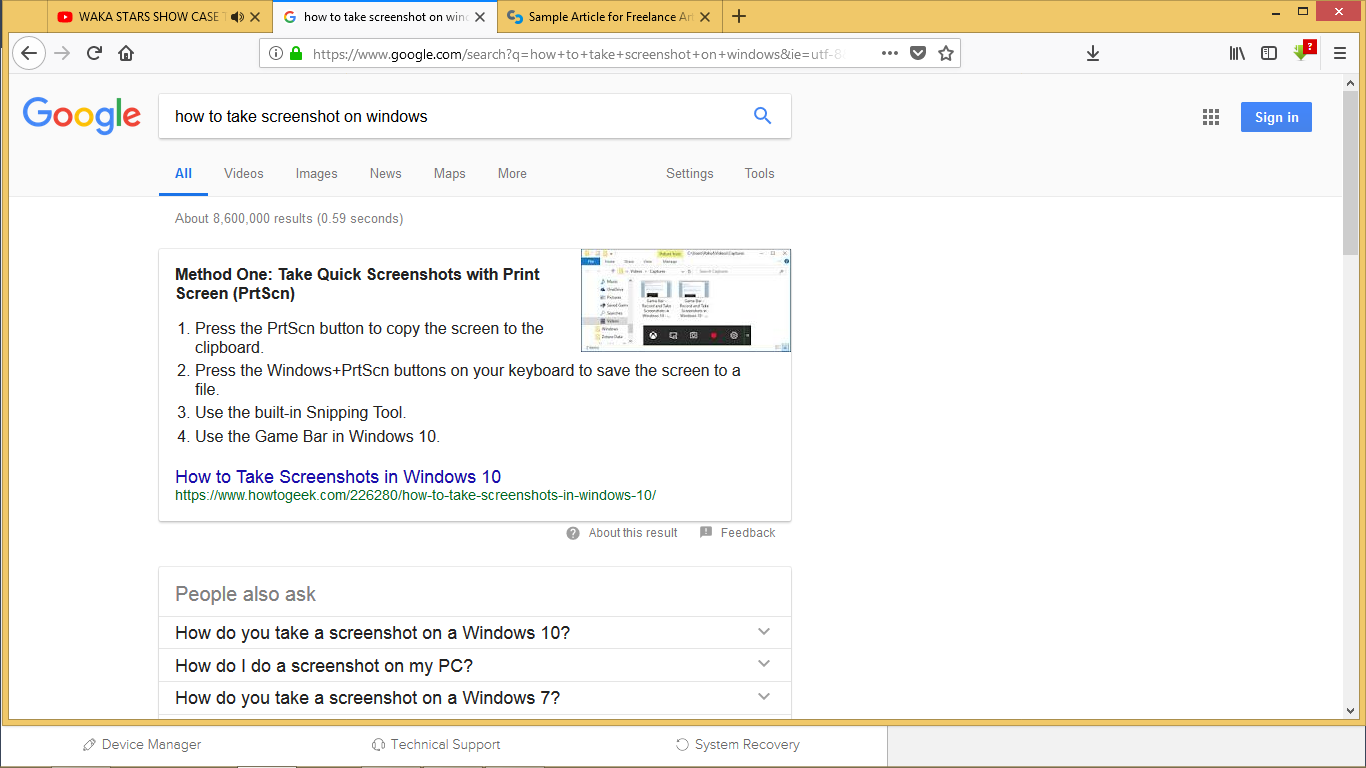 WAKA STARS SHOW CASE
how to take screenshot on wind
Sample Article for Freelance Ar
https://www.google.com/search?q=how+to+take+screenshot+on+windows&ie=utf-8
Google
how to take screenshot on windows
Sign in
All Videos Images News Maps More Settings Tools
About 8,600,000 results (0.59 seconds)
Method One: Take Quick Screenshots with Print
Screen (PrtScn)
1. Press the PrtScn button to copy the screen to the
clipboard.
2. Press the Windows+PrtScn buttons on your keyboard to save the screen to a
file.
3. Use the built-in Snipping Tool.
4. Use the Game Bar in Windows 10.
How to Take Screenshots in Windows 10
https://www.howtogeek.com/226280/how-to-take-screenshots-in-windows-10/
About this result Feedback
People also ask
How do you take a screenshot on a Windows 10?
How do I do a screenshot on my PC?
How do you take a screenshot on a Windows 7?
Device Manager Technical Support System Recovery